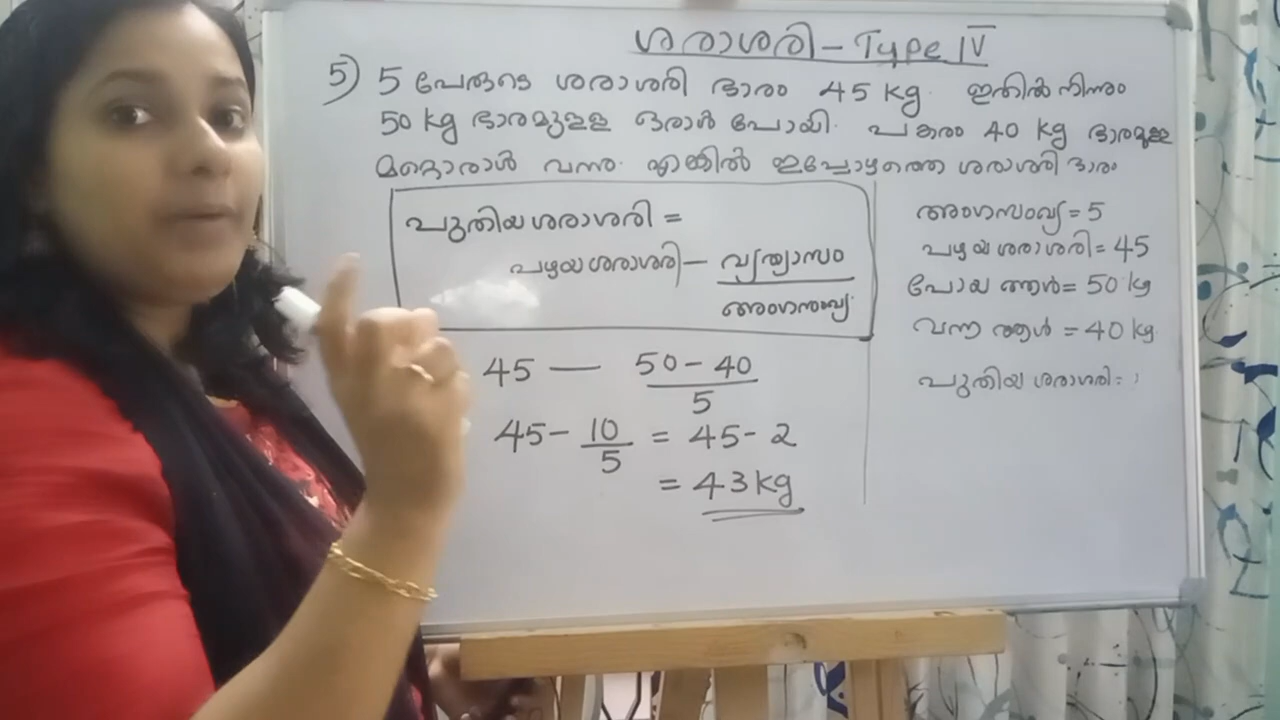 ശരാശരി - Type IV
5) 5 പേരുടെ ശരാശരി ഭാരം 45 kg. ഇതിൽ നിന്നും
50 kg ഭാരമുള്ള ഒരാൾ പോയി. പകരം 40 kg ഭാരമുള്ള
മറ്റൊരാൾ വന്നു. എങ്കിൽ ഇപ്പോഴത്തെ ശരാശരി ഭാരം
പുതിയ ശരാശരി =
പഴയ ശരാശരി - വ്യത്യാസം
അംഗസംഖ്യ
45 — 50 - 40
5
45 - 10 = 45 - 2
5
= 43 kg
അംഗസംഖ്യ = 5
പഴയ ശരാശരി = 45
പോയ ആൾ = 50 kg
വന്ന ആൾ = 40 kg.
പുതിയ ശരാശരി = ?